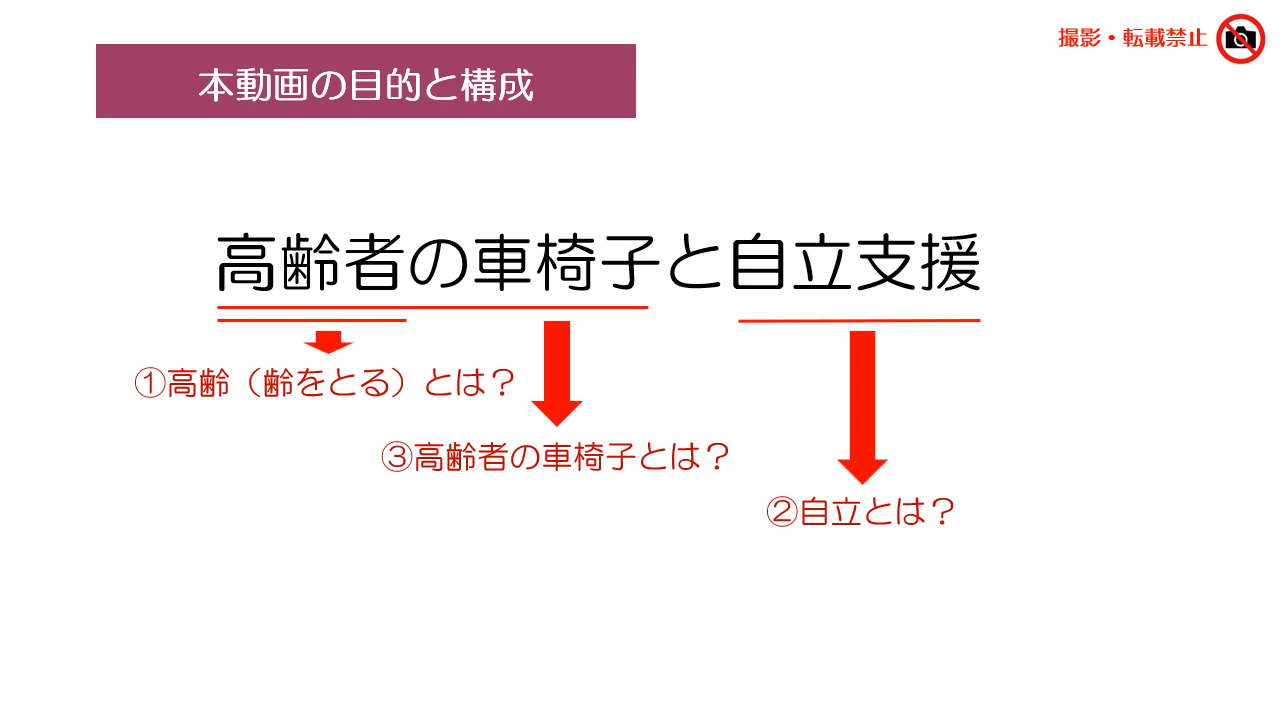 撮影・転載禁止
本動画の目的と構成
高齢者の車椅子と自立支援
①高齢（齢をとる）とは？
③高齢者の車椅子とは？
②自立とは？